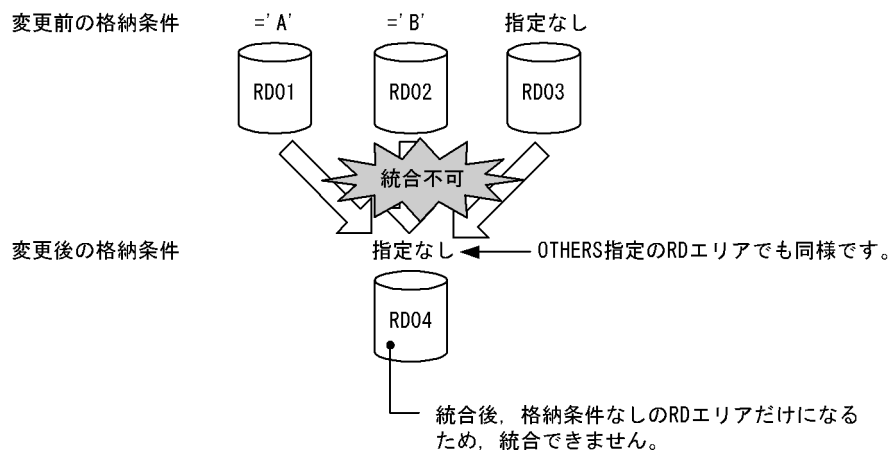 変更前の格納条件 ='A' ='B' 指定なし
RD01 RD02 RD03
統合不可
変更後の格納条件 指定なし OTHERS指定のRDエリアでも同様です。
RD04
統合後，格納条件なしのRDエリアだけになる
ため，統合できません。